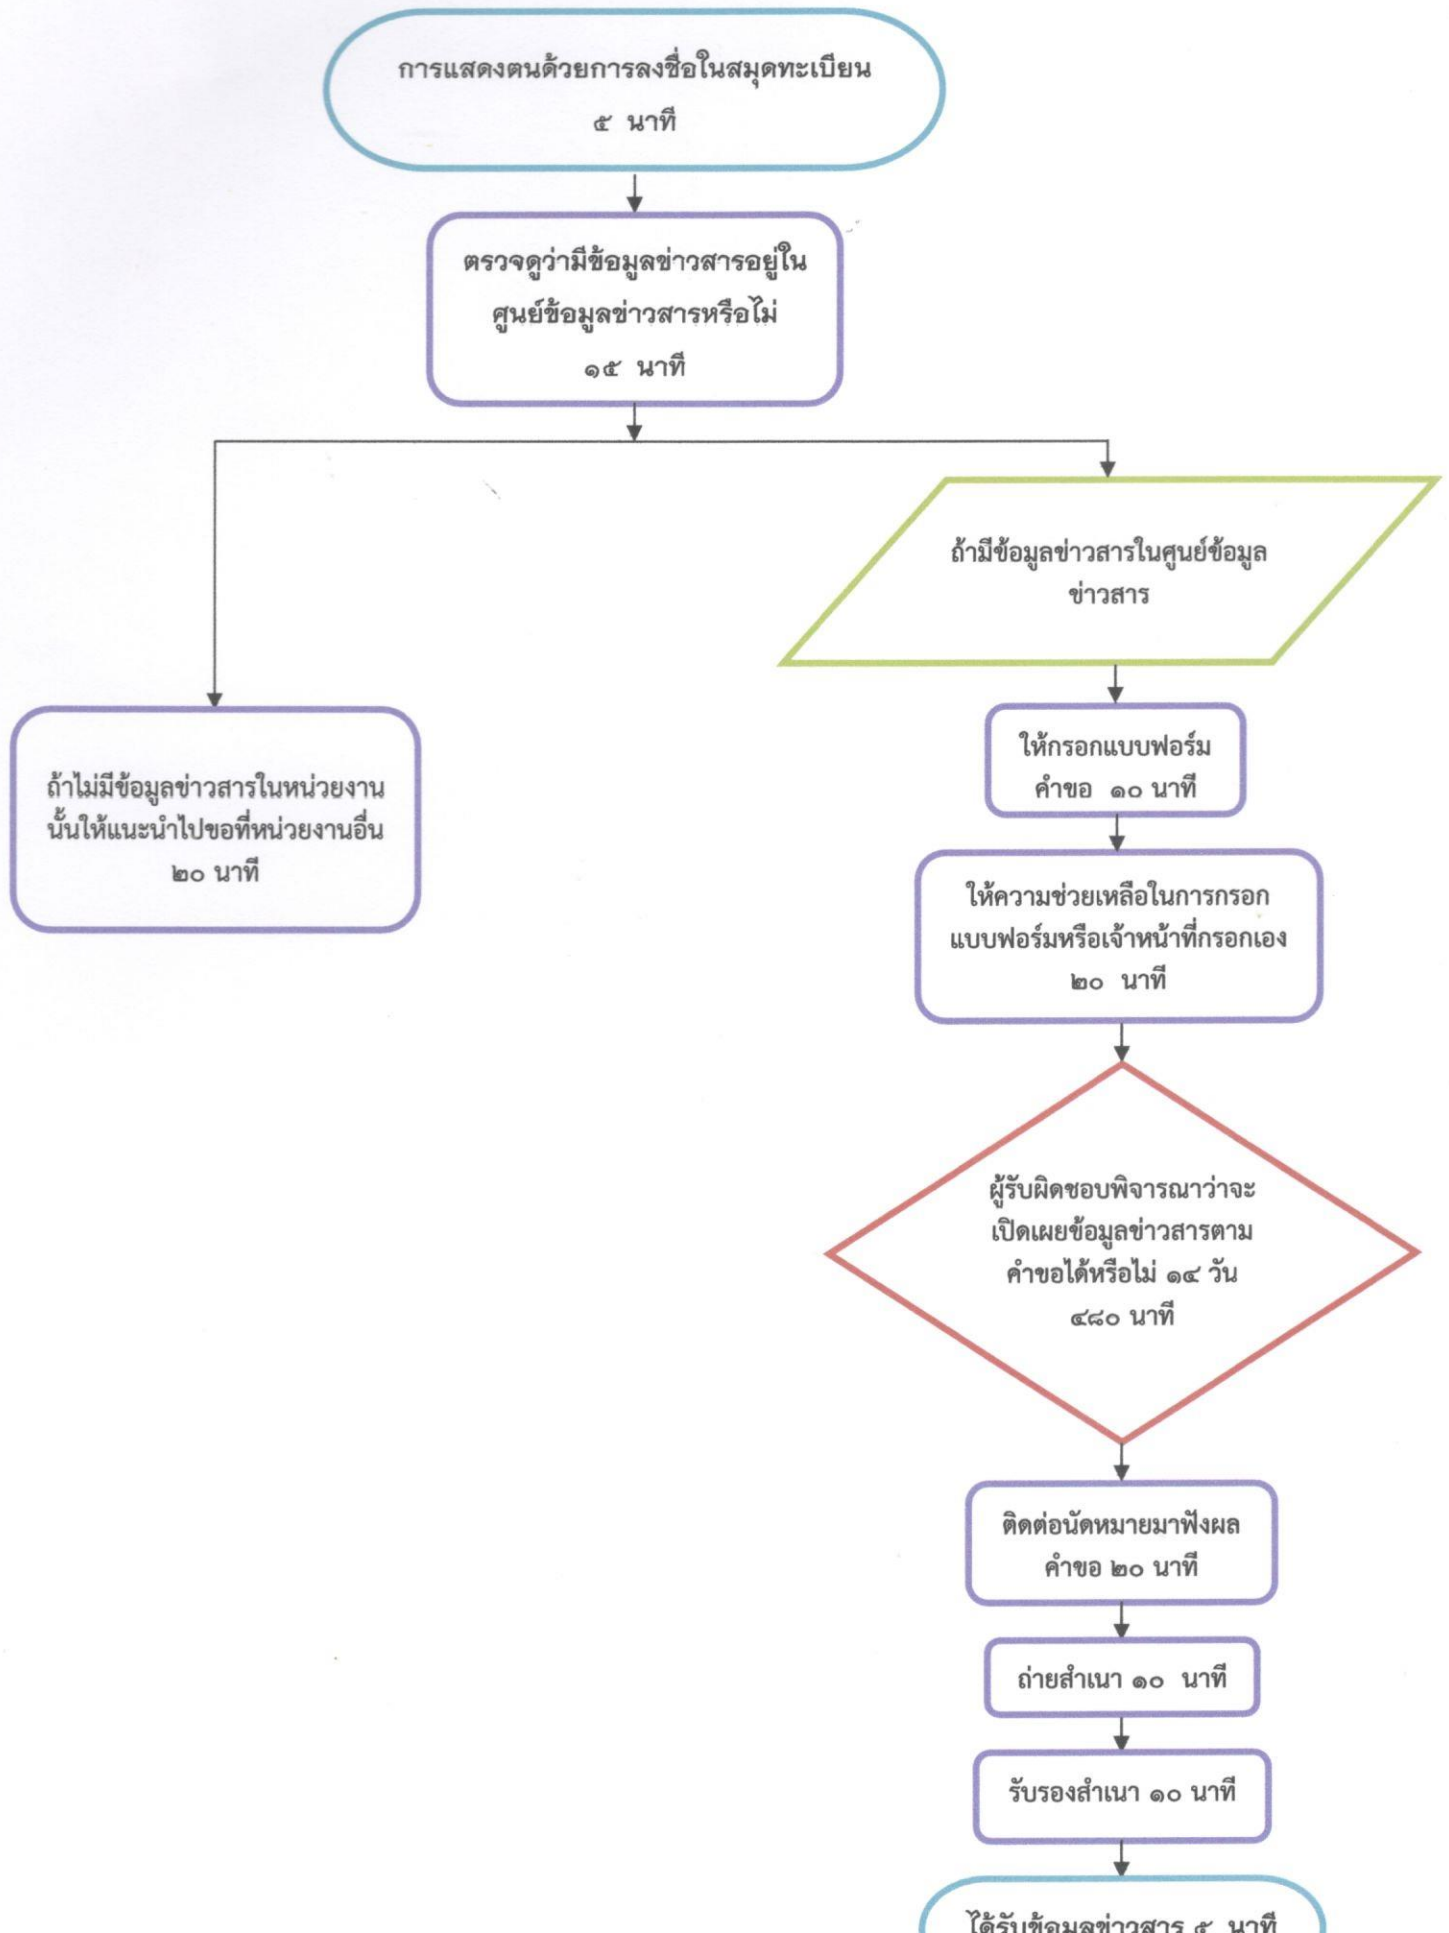 การแสดงตนด้วยการลงชื่อในสมุดทะเบียน
๕ นาที
ตรวจดูว่ามีข้อมูลข่าวสารอยู่ใน
ศูนย์ข้อมูลข่าวสารหรือไม่
๑๕ นาที
ถ้ามีข้อมูลข่าวสารในศูนย์ข้อมูล
ข่าวสาร
ถ้าไม่มีข้อมูลข่าวสารในหน่วยงาน
นั้นให้แนะนำไปขอที่หน่วยงานอื่น
๒๐ นาที
ให้กรอกแบบฟอร์ม
คำขอ ๑๐ นาที
ให้ความช่วยเหลือในการกรอก
แบบฟอร์มหรือเจ้าหน้าที่กรอกเอง
๒๐ นาที
ผู้รับผิดชอบพิจารณาว่าจะ
เปิดเผยข้อมูลข่าวสารตาม
คำขอได้หรือไม่ ๑๔ วัน
๔๘๐ นาที
ติดต่อนัดหมายมาฟังผล
คำขอ ๒๐ นาที
ถ่ายสำเนา ๑๐ นาที
รับรองสำเนา ๑๐ นาที
ได้รับข้อมูลข่าวสาร ๕ นาที